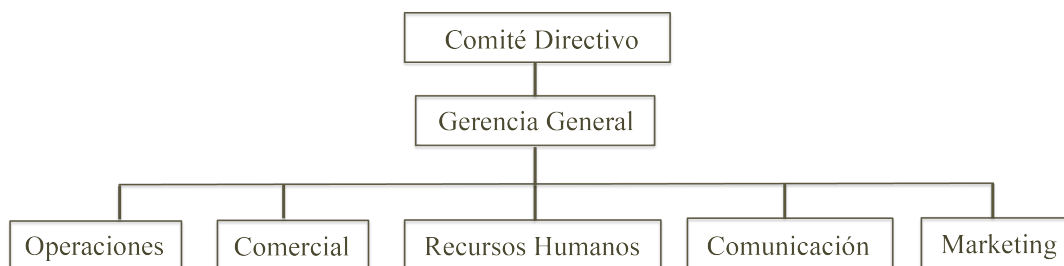 Comité Directivo
Gerencia General
Operaciones
Comercial
Recursos Humanos
Comunicación
Marketing